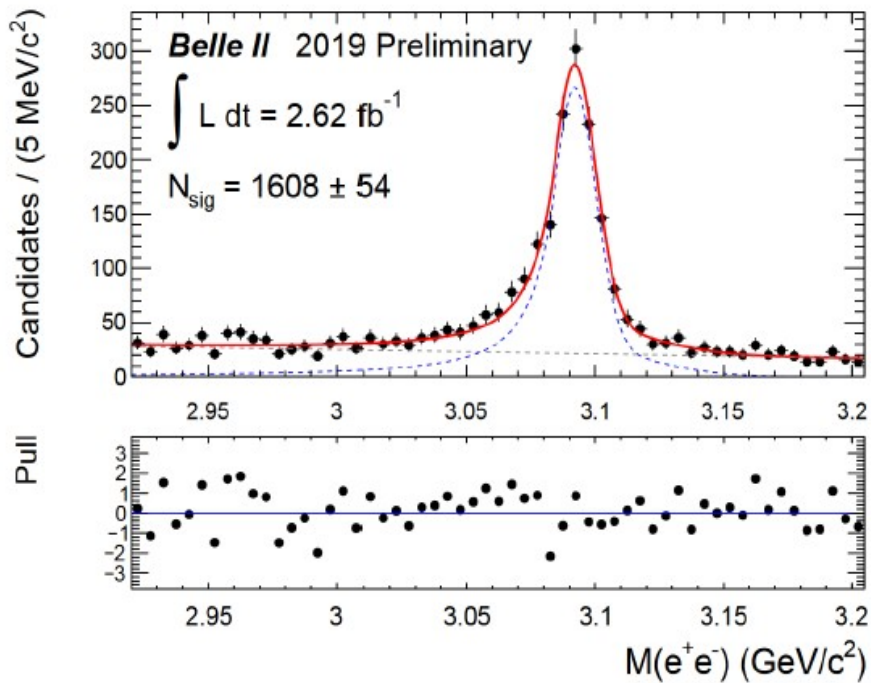 Belle II 2019 Preliminary
∫ L dt = 2.62 fb⁻¹
N_sig = 1608 ± 54
Candidates / (5 MeV/c²)
300
250
200
150
100
50
0
2.95 3 3.05 3.1 3.15 3.2
Pull
3
2
1
0
−1
−2
−3
2.95 3 3.05 3.1 3.15 3.2
M(e⁺e⁻) (GeV/c²)